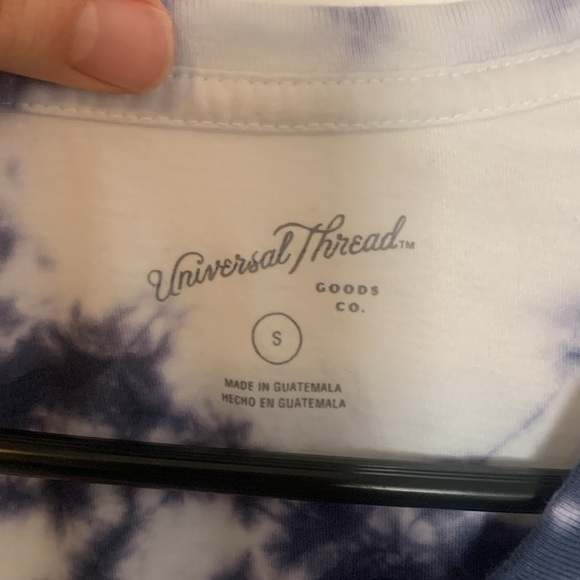 Universal Thread™
GOODS
CO.
S
MADE IN GUATEMALA
HECHO EN GUATEMALA